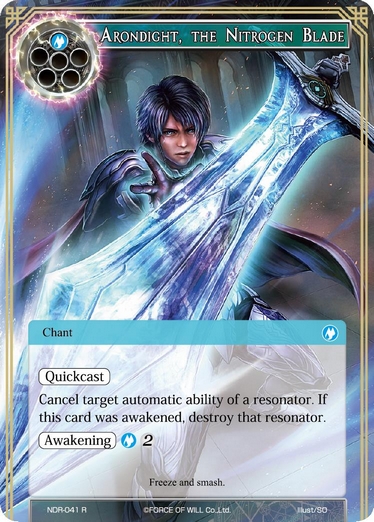 Arondight, the Nitrogen Blade
Chant
Quickcast
Cancel target automatic ability of a resonator. If
this card was awakened, destroy that resonator.
Awakening 2
Freeze and smash.
NDR-041 R ©FORCE OF WILL Co.,Ltd. Illust/SO